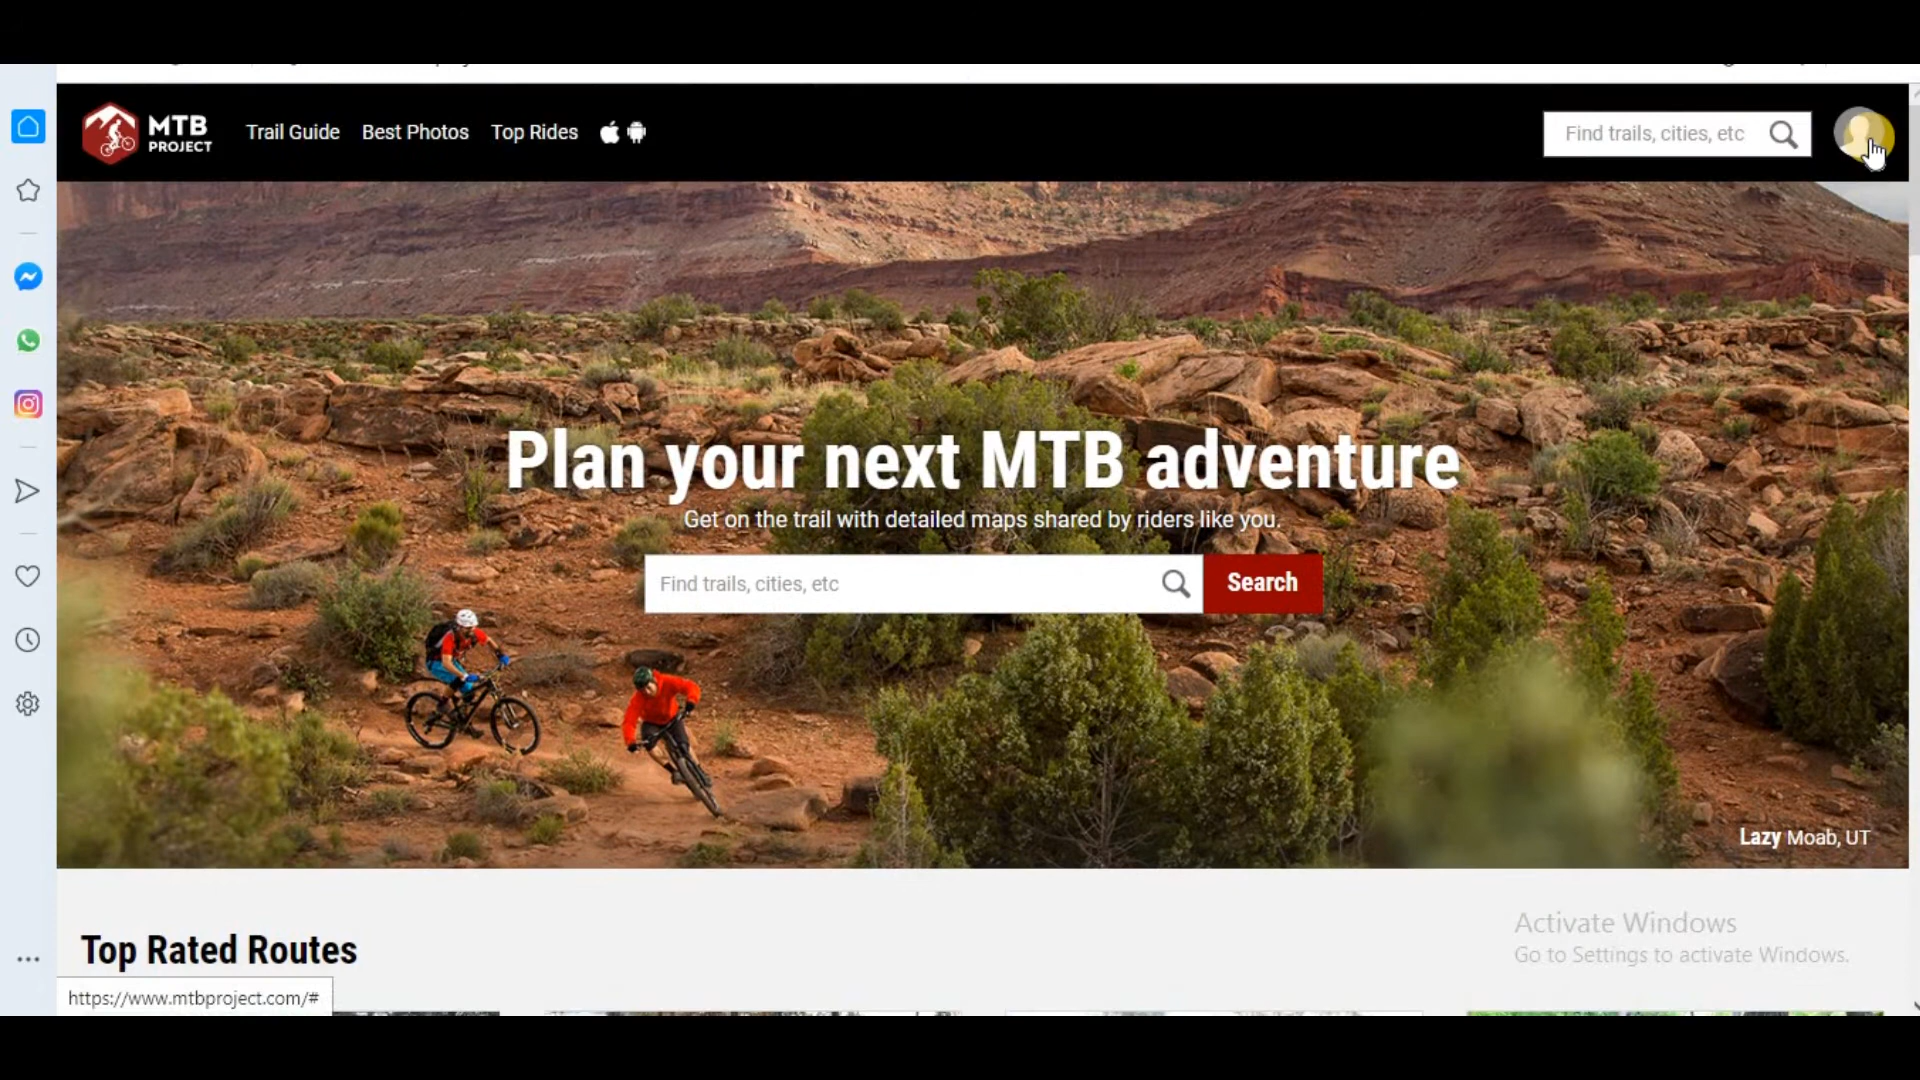 MTB
PROJECT
Trail Guide
Best Photos
Top Rides
Find trails, cities, etc
Plan your next MTB adventure
Get on the trail with detailed maps shared by riders like you.
Find trails, cities, etc
Search
Lazy Moab, UT
Top Rated Routes
Activate Windows
Go to Settings to activate Windows.
https://www.mtbproject.com/#